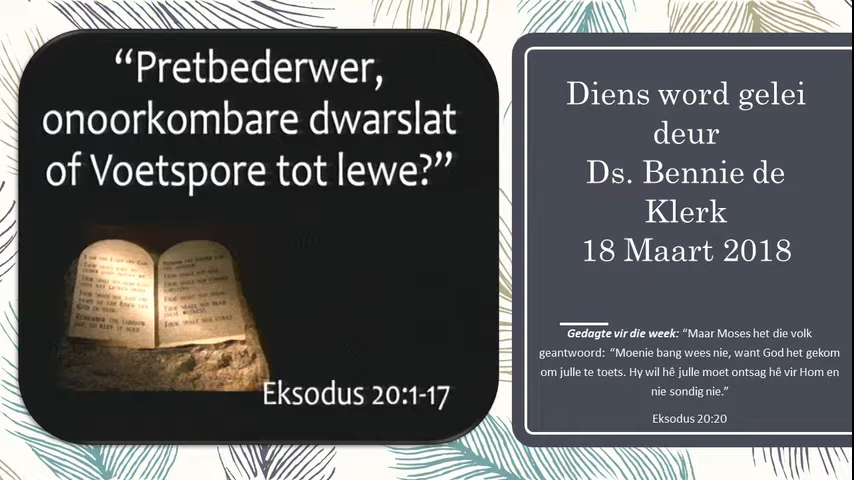 “Pretbederwer,
onoorkombare dwarslat
of Voetspore tot lewe?”
Eksodus 20:1-17
Diens word gelei
deur
Ds. Bennie de
Klerk
18 Maart 2018
Gedagte vir die week: “Maar Moses het die volk
geantwoord: “Moenie bang wees nie, want God het gekom
om julle te toets. Hy wil hê julle moet ontsag hê vir Hom en
nie sondig nie.”
Eksodus 20:20